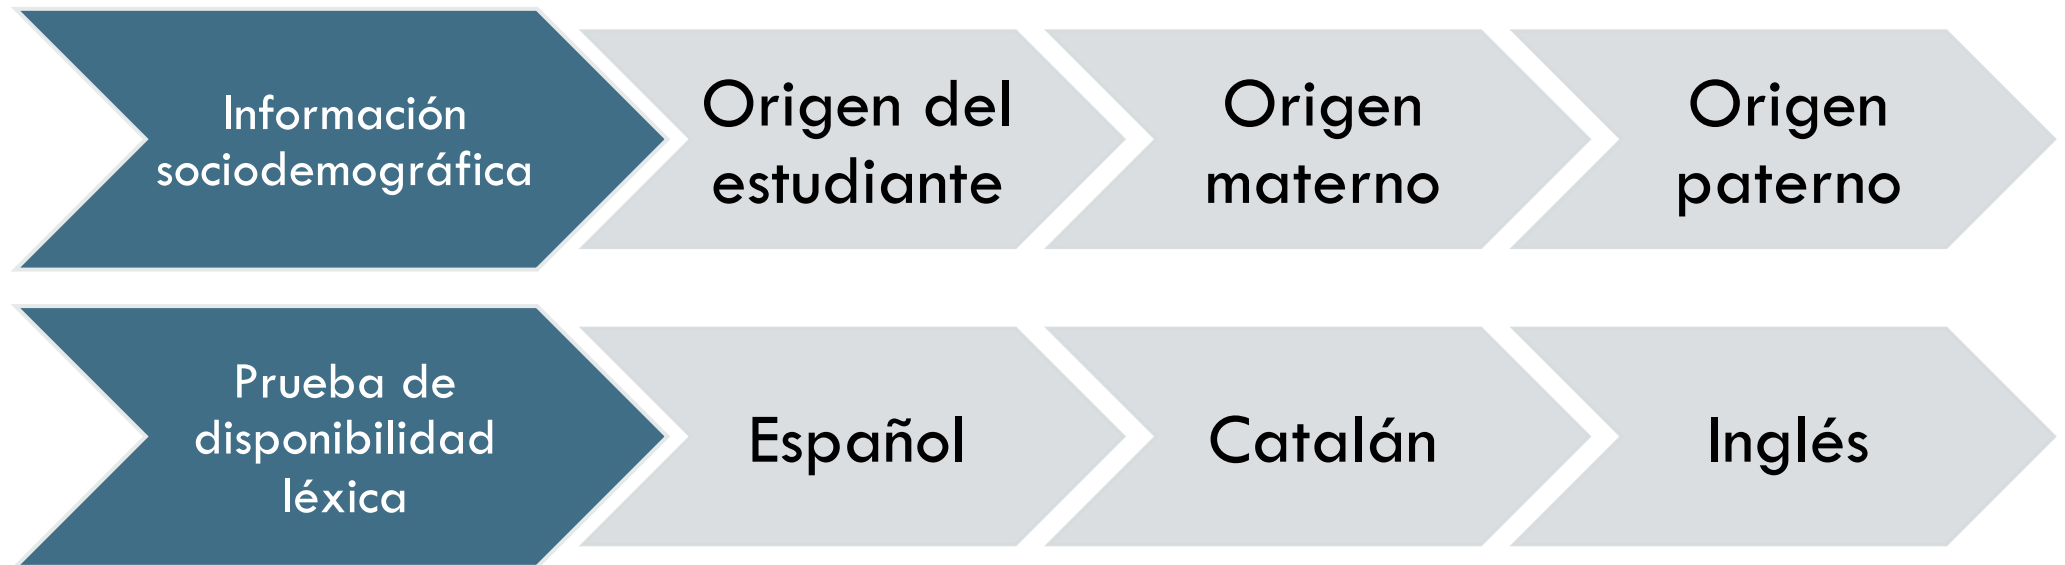 Información
sociodemográfica
Origen del
estudiante
Origen
materno
Origen
paterno
Prueba de
disponibilidad
léxica
Español
Catalán
Inglés